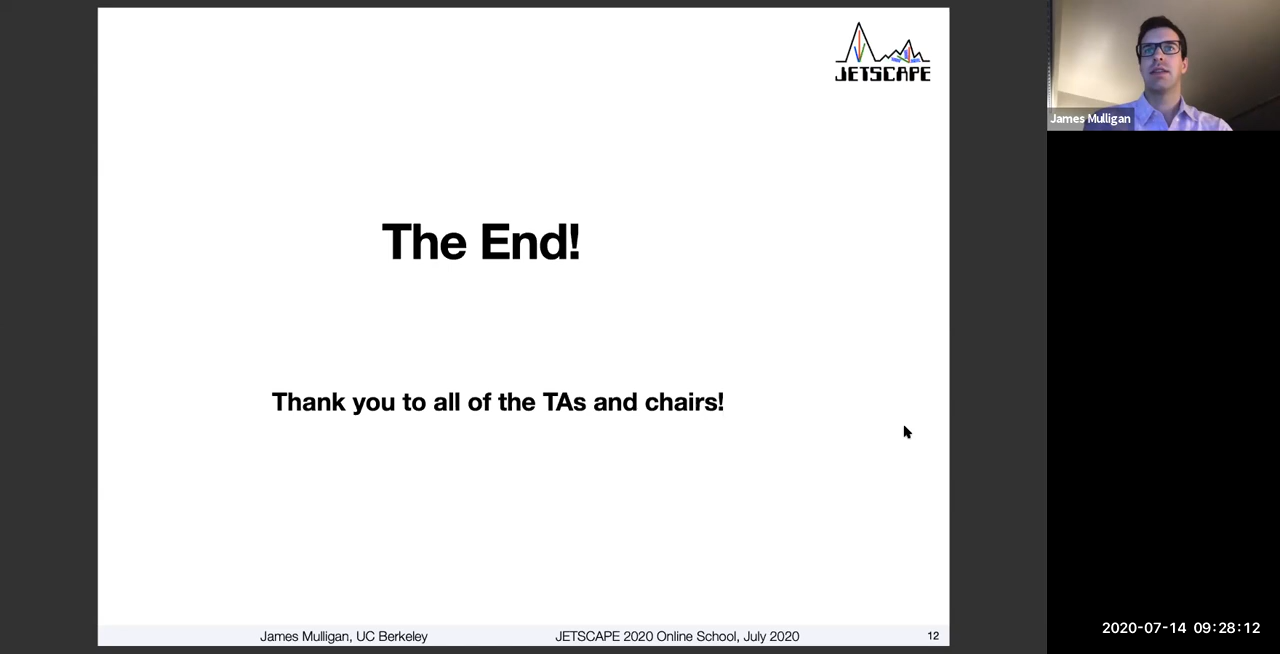 JETSCAPE
James Mulligan
The End!
Thank you to all of the TAs and chairs!
James Mulligan, UC Berkeley
JETSCAPE 2020 Online School, July 2020
12
2020-07-14 09:28:12